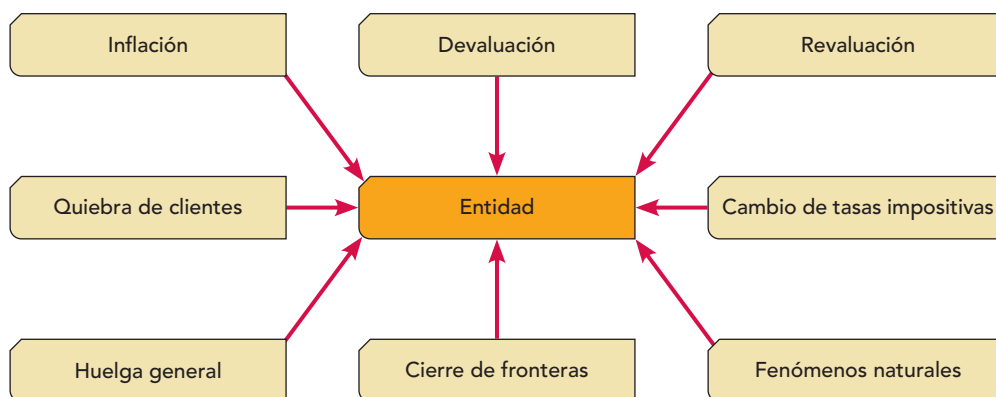 Inflación
Devaluación
Revaluación
Quiebra de clientes
Entidad
Cambio de tasas impositivas
Huelga general
Cierre de fronteras
Fenómenos naturales